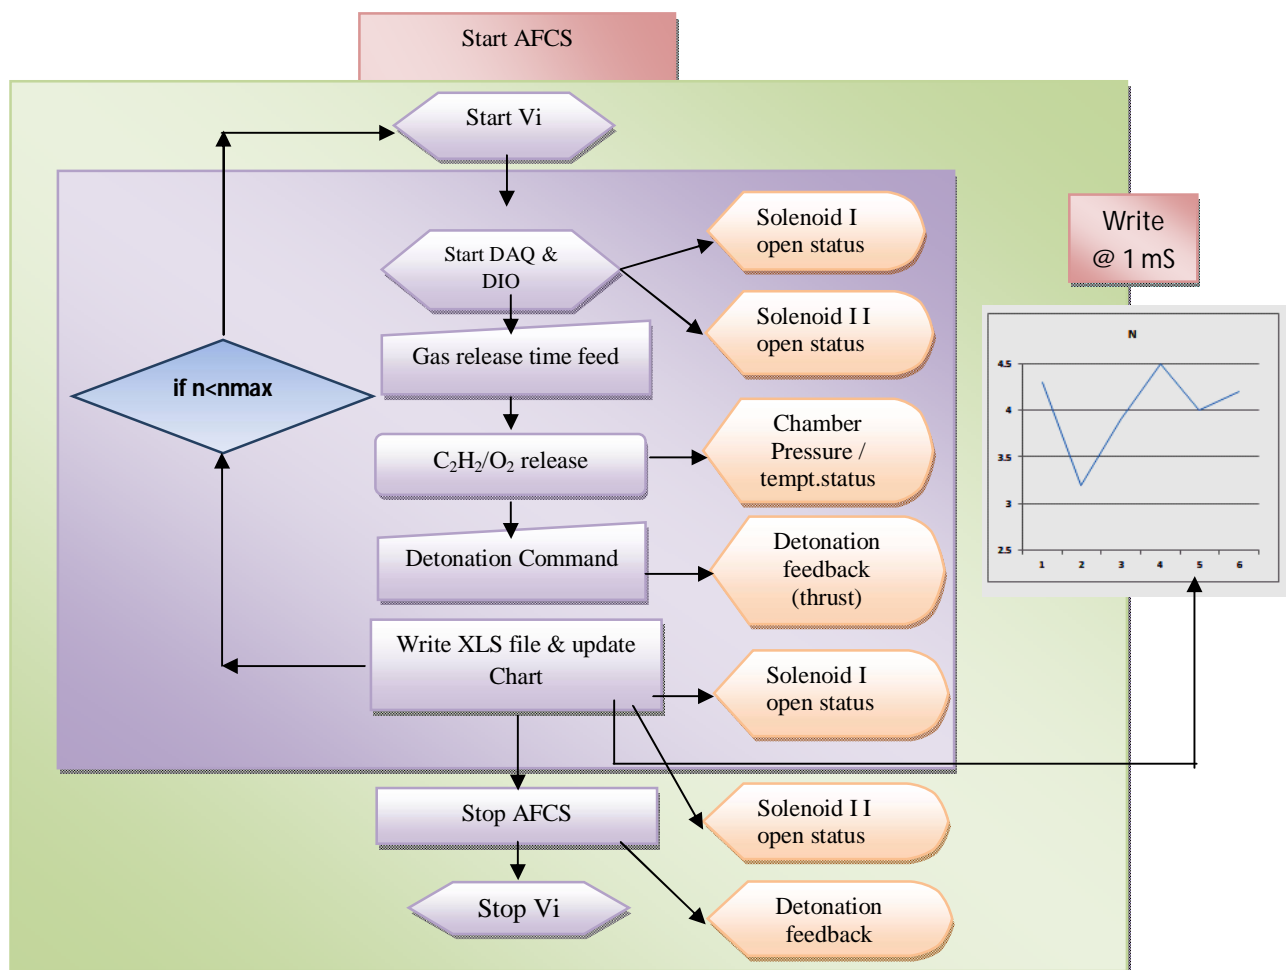 Start AFCS
Start Vi
Start DAQ &
DIO
Solenoid I
open status
Solenoid I I
open status
Gas release time feed
if n<nmax
C₂H₂/O₂ release
Chamber
Pressure /
tempt.status
Detonation Command
Detonation
feedback
(thrust)
Write XLS file & update
Chart
Solenoid I
open status
Stop AFCS
Solenoid I I
open status
Stop Vi
Detonation
feedback
Write
@ 1 mS
N
4.5
4
3.5
3
2.5
1 2 3 4 5 6